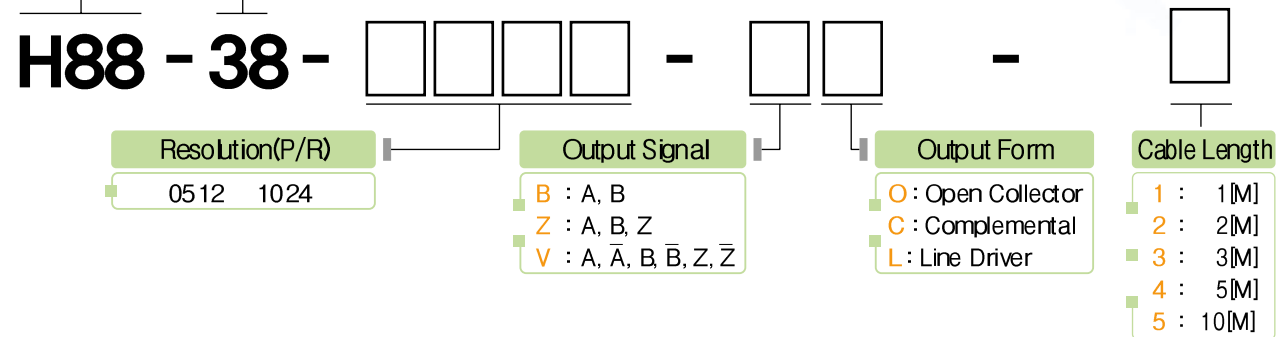 H88 - 38 - -  -
Resolution(P/R)
0512 1024
Output Signal
B : A, B
Z : A, B, Z
V : A, A̅, B, B̅, Z, Z̅
Output Form
O : Open Collector
C : Complemental
L : Line Driver
Cable Length
1 : 1[M]
2 : 2[M]
3 : 3[M]
4 : 5[M]
5 : 10[M]